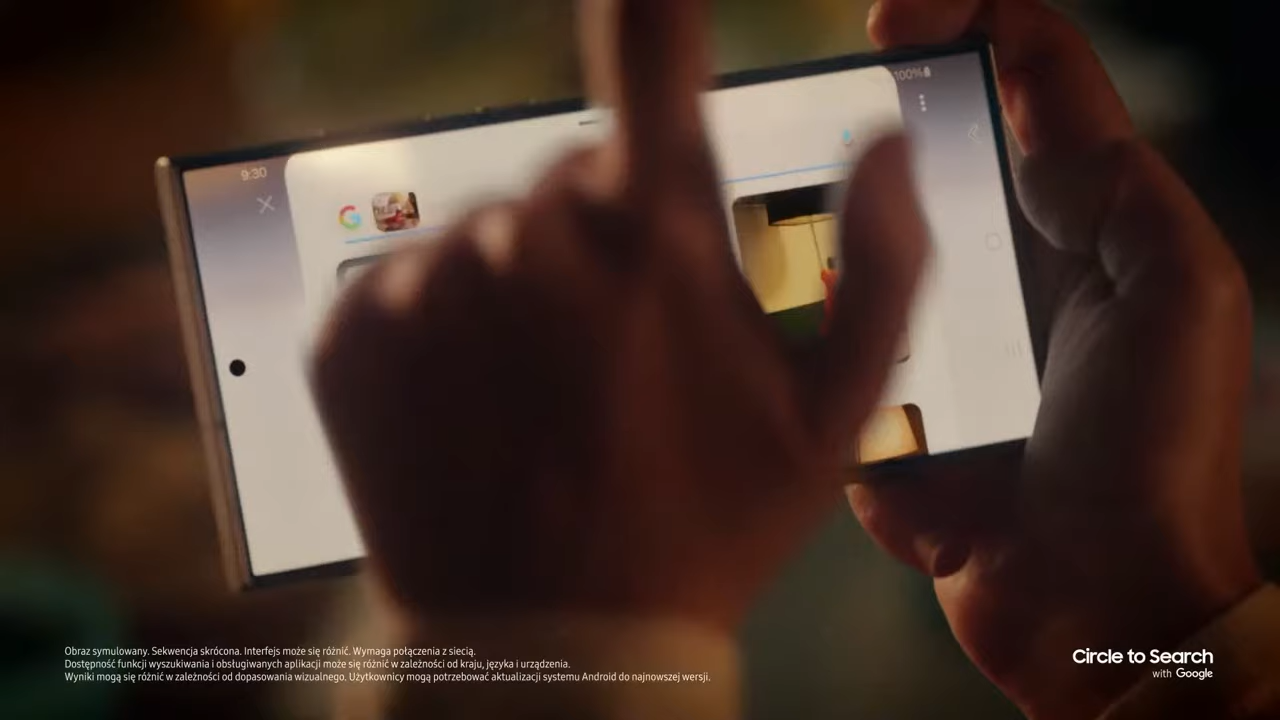 100%
9:30
G
Obraz symulowany. Sekwencja skrócona. Interfejs może się różnić. Wymaga połączenia z siecią.
Dostępność funkcji wyszukiwania i obsługiwanych aplikacji może się różnić w zależności od kraju, języka i urządzenia.
Wyniki mogą się różnić w zależności od dopasowania wizualnego. Użytkownicy mogą potrzebować aktualizacji systemu Android do najnowszej wersji.
Circle to Search
with Google